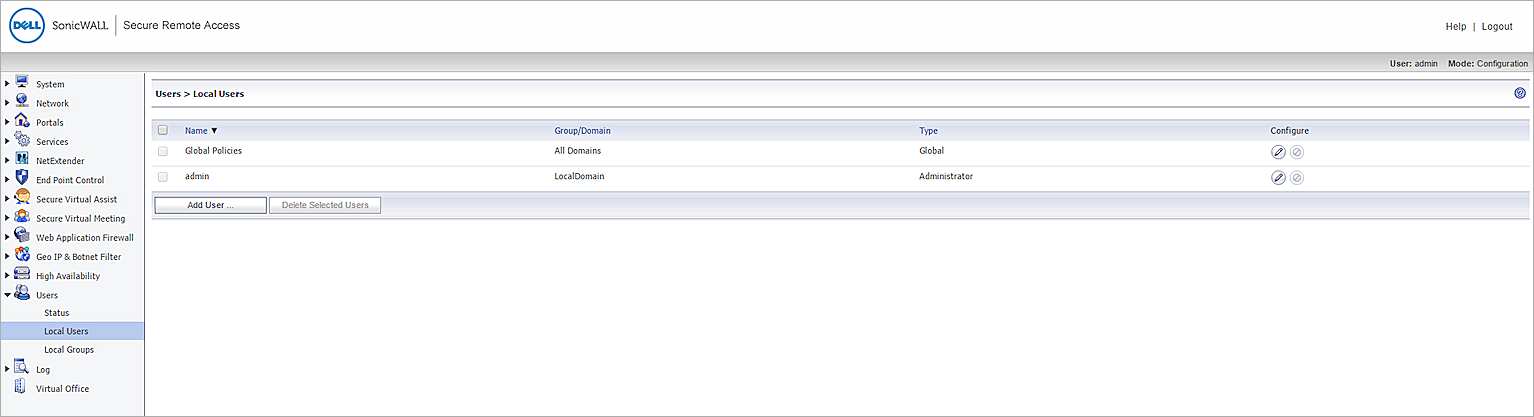 DELL SonicWALL | Secure Remote Access
Help | Logout
User: admin Mode: Configuration
System
Network
Portals
Services
NetExtender
End Point Control
Secure Virtual Assist
Secure Virtual Meeting
Web Application Firewall
Geo IP & Botnet Filter
High Availability
Users
Status
Local Users
Local Groups
Log
Virtual Office
Users > Local Users
Name ▼ Group/Domain Type Configure
Global Policies All Domains Global
admin LocalDomain Administrator
Add User ... Delete Selected Users